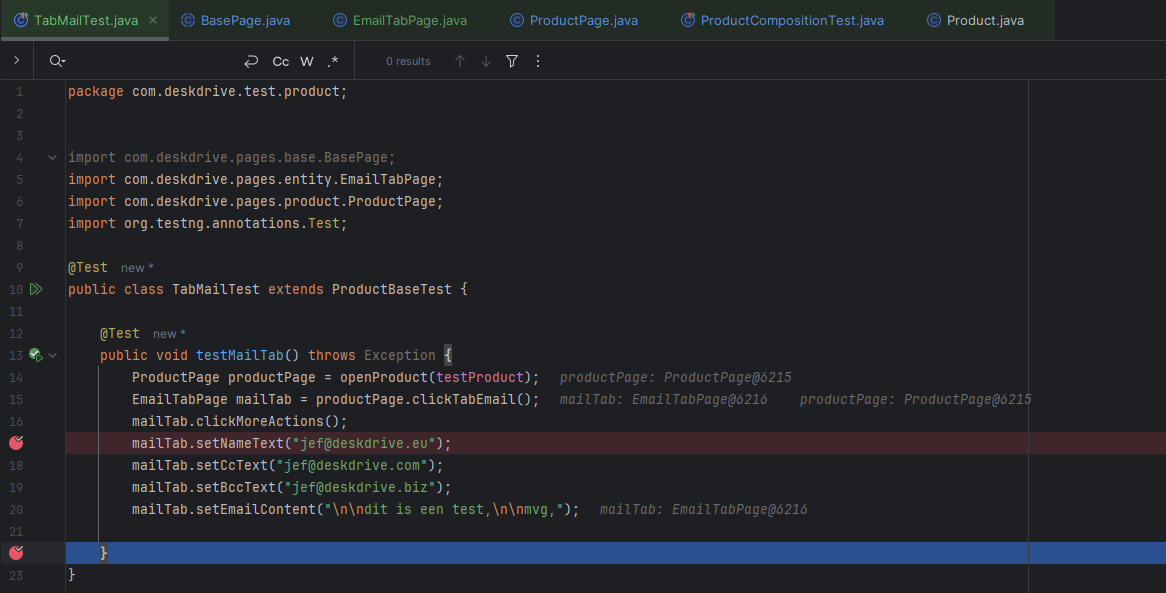 TabMailTest.java BasePage.java EmailTabPage.java ProductPage.java ProductCompositionTest.java Product.java
Cc W .* 0 results
1 package com.deskdrive.test.product;
2
3
4 import com.deskdrive.pages.base.BasePage;
5 import com.deskdrive.pages.entity.EmailTabPage;
6 import com.deskdrive.pages.product.ProductPage;
7 import org.testng.annotations.Test;
8
9 @Test new *
10 public class TabMailTest extends ProductBaseTest {
11
12 @Test new *
13 public void testMailTab() throws Exception {
14 ProductPage productPage = openProduct(testProduct); productPage: ProductPage@6215
15 EmailTabPage mailTab = productPage.clickTabEmail(); mailTab: EmailTabPage@6216 productPage: ProductPage@6215
16 mailTab.clickMoreActions();
mailTab.setNameText("jef@deskdrive.eu");
18 mailTab.setCcText("jef@deskdrive.com");
19 mailTab.setBccText("jef@deskdrive.biz");
20 mailTab.setEmailContent("\n\ndit is een test,\n\nmvg,"); mailTab: EmailTabPage@6216
21
}
23 }